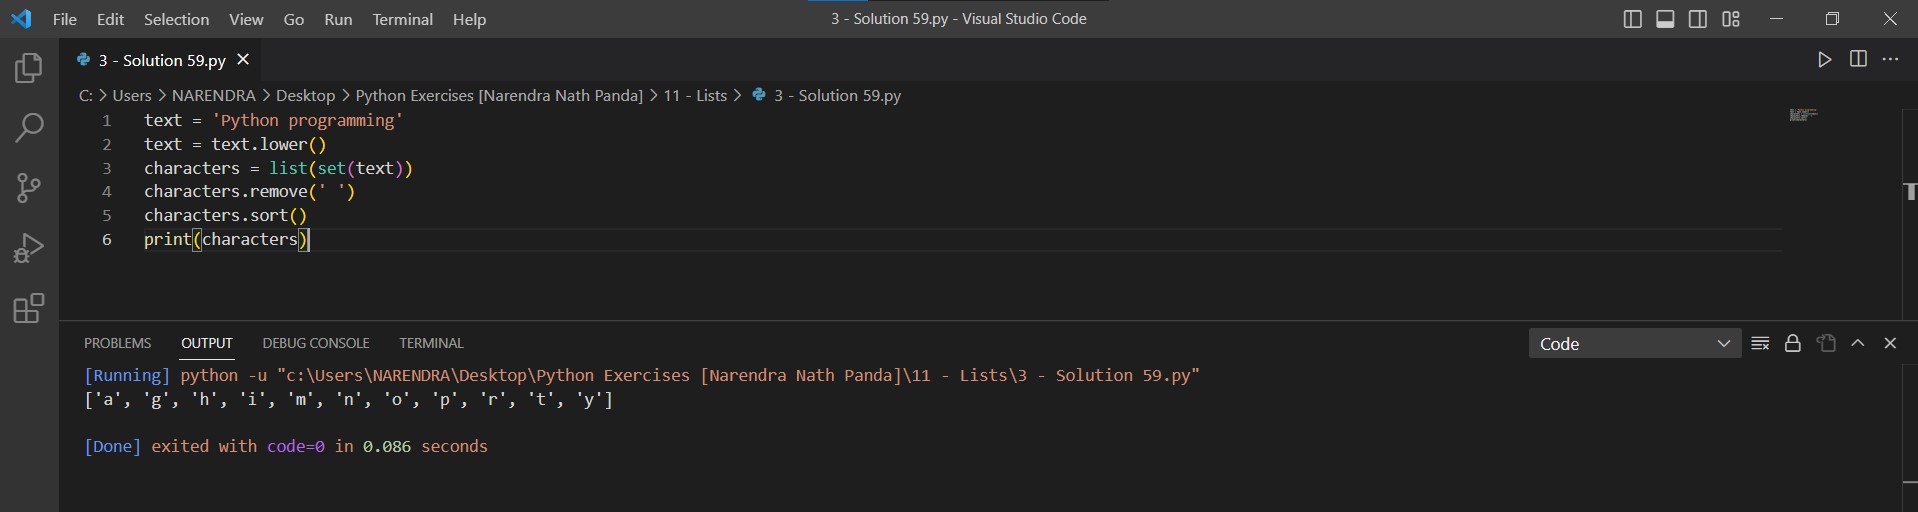 File Edit Selection View Go Run Terminal Help 3 - Solution 59.py - Visual Studio Code
3 - Solution 59.py
C: > Users > NARENDRA > Desktop > Python Exercises [Narendra Nath Panda] > 11 - Lists > 3 - Solution 59.py
1 text = 'Python programming'
2 text = text.lower()
3 characters = list(set(text))
4 characters.remove(' ')
5 characters.sort()
6 print(characters)
PROBLEMS OUTPUT DEBUG CONSOLE TERMINAL Code
[Running] python -u "c:\Users\NARENDRA\Desktop\Python Exercises [Narendra Nath Panda]\11 - Lists\3 - Solution 59.py"
['a', 'g', 'h', 'i', 'm', 'n', 'o', 'p', 'r', 't', 'y']
[Done] exited with code=0 in 0.086 seconds